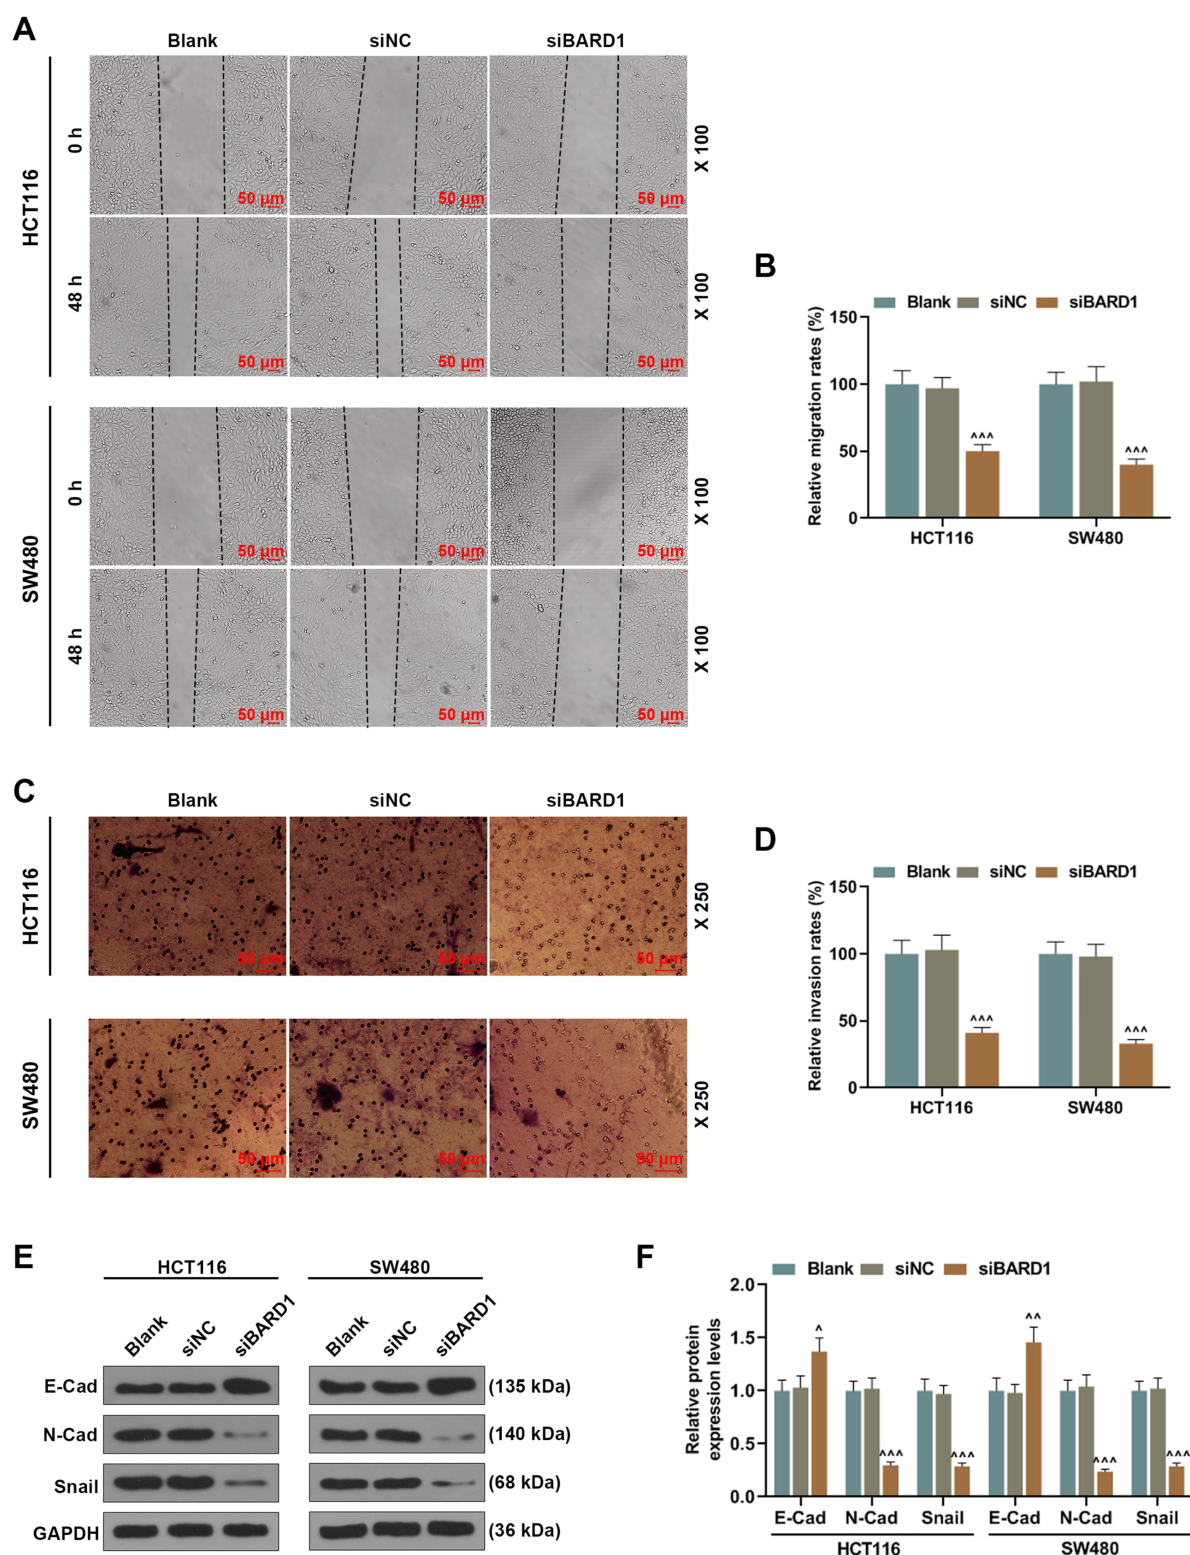 A
Blank siNC siBARD1
HCT116
0 h
50 µm 50 µm 50 µm
X 100
48 h
50 µm 50 µm 50 µm
X 100
SW480
0 h
50 µm 50 µm 50 µm
X 100
48 h
50 µm 50 µm 50 µm
X 100
B
Blank siNC siBARD1
Relative migration rates (%)
150
100
50
0
^^^ ^^^
HCT116 SW480
C
Blank siNC siBARD1
HCT116
50 µm 50 µm 50 µm
X 250
SW480
50 µm 50 µm 50 µm
X 250
D
Blank siNC siBARD1
Relative invasion rates (%)
150
100
50
0
^^^ ^^^
HCT116 SW480
E
HCT116 SW480
Blank siNC siBARD1 Blank siNC siBARD1
E-Cad (135 kDa)
N-Cad (140 kDa)
Snail (68 kDa)
GAPDH (36 kDa)
F
Blank siNC siBARD1
Relative protein
expression levels
2.0
1.5
1.0
0.5
0.0
^ ^^^ ^^^ ^^ ^^^ ^^^
E-Cad N-Cad Snail E-Cad N-Cad Snail
HCT116 SW480